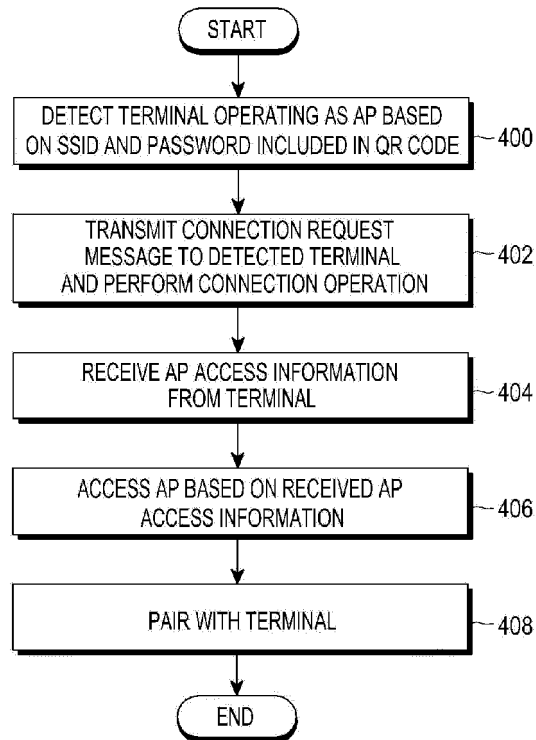 START
DETECT TERMINAL OPERATING AS AP BASED
ON SSID AND PASSWORD INCLUDED IN QR CODE
400
TRANSMIT CONNECTION REQUEST
MESSAGE TO DETECTED TERMINAL
AND PERFORM CONNECTION OPERATION
402
RECEIVE AP ACCESS INFORMATION
FROM TERMINAL
404
ACCESS AP BASED ON RECEIVED AP
ACCESS INFORMATION
406
PAIR WITH TERMINAL
408
END